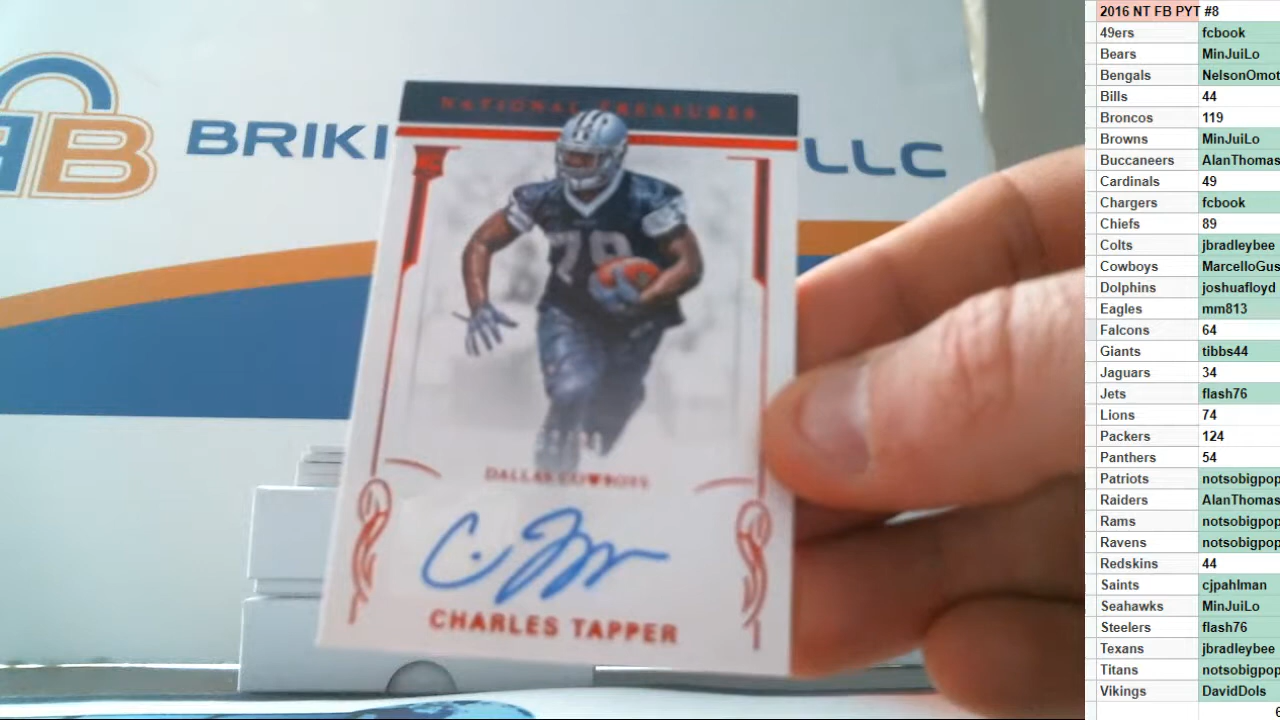 BRIKI
LLC
NATIONAL TREASURES
79
DALLAS COWBOYS
CHARLES TAPPER
2016 NT FB PYT #8
49ers fcbook
Bears MinJuiLo
Bengals NelsonOmot
Bills 44
Broncos 119
Browns MinJuiLo
Buccaneers AlanThomas
Cardinals 49
Chargers fcbook
Chiefs 89
Colts jbradleybee
Cowboys MarcelloGus
Dolphins joshuafloyd
Eagles mm813
Falcons 64
Giants tibbs44
Jaguars 34
Jets flash76
Lions 74
Packers 124
Panthers 54
Patriots notsobigpop
Raiders AlanThomas
Rams notsobigpop
Ravens notsobigpop
Redskins 44
Saints cjpahlman
Seahawks MinJuiLo
Steelers flash76
Texans jbradleybee
Titans notsobigpop
Vikings DavidDols